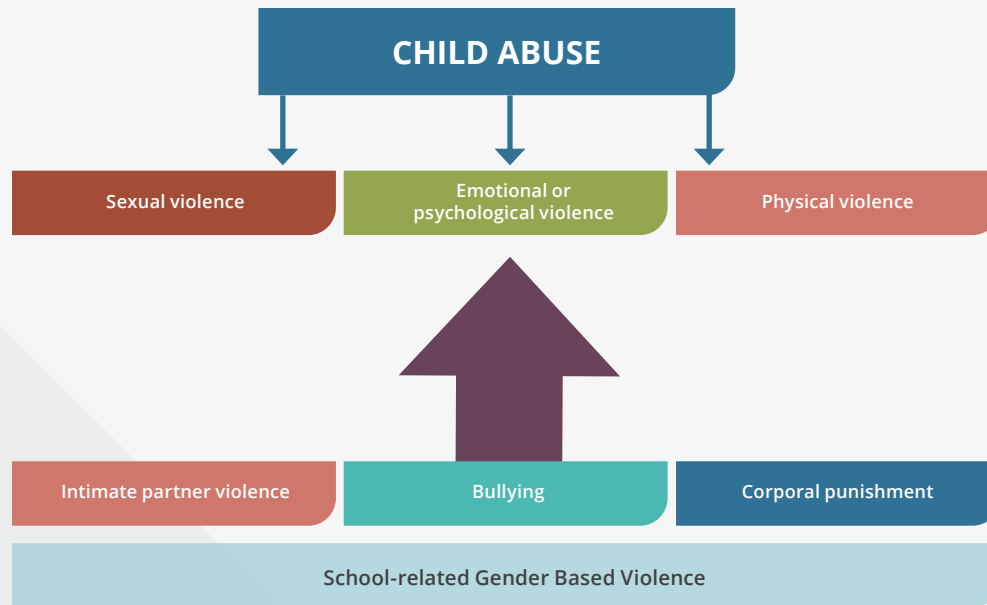 CHILD ABUSE
Sexual violence
Emotional or
psychological violence
Physical violence
Intimate partner violence
Bullying
Corporal punishment
School-related Gender Based Violence